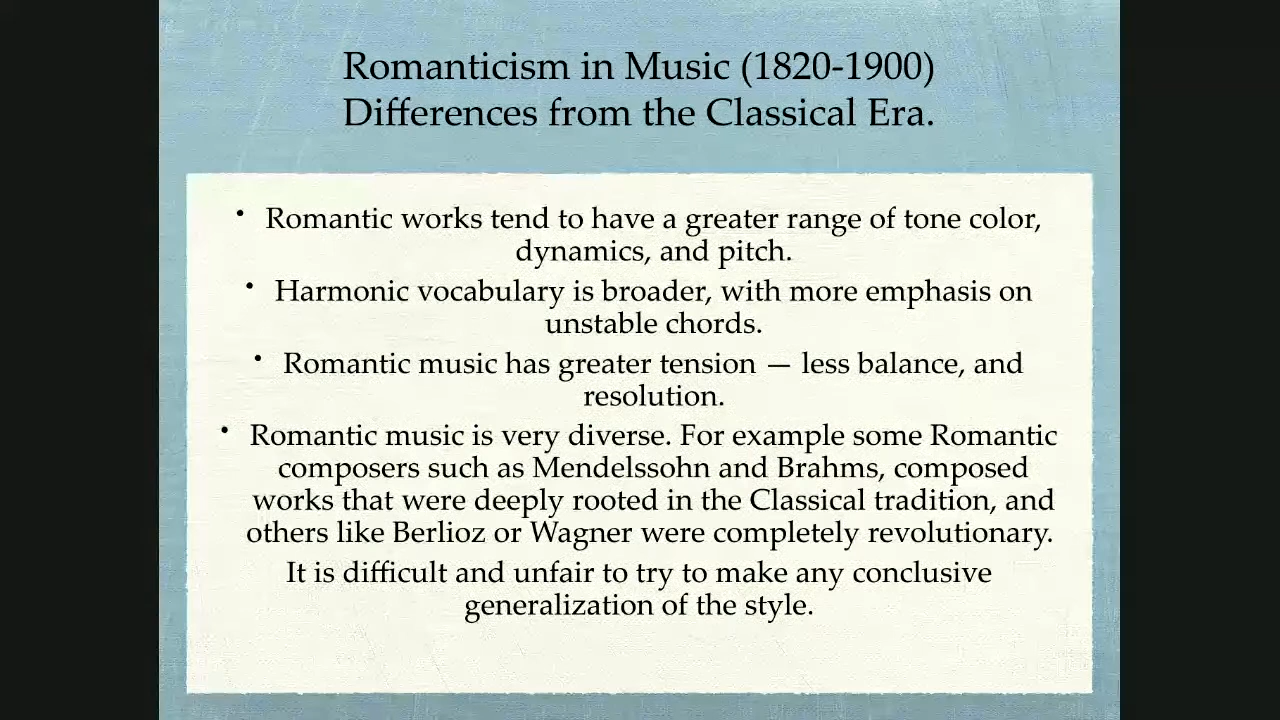 Romanticism in Music (1820-1900)
Differences from the Classical Era.
• Romantic works tend to have a greater range of tone color,
dynamics, and pitch.
• Harmonic vocabulary is broader, with more emphasis on
unstable chords.
• Romantic music has greater tension — less balance, and
resolution.
• Romantic music is very diverse. For example some Romantic
composers such as Mendelssohn and Brahms, composed
works that were deeply rooted in the Classical tradition, and
others like Berlioz or Wagner were completely revolutionary.
It is difficult and unfair to try to make any conclusive
generalization of the style.